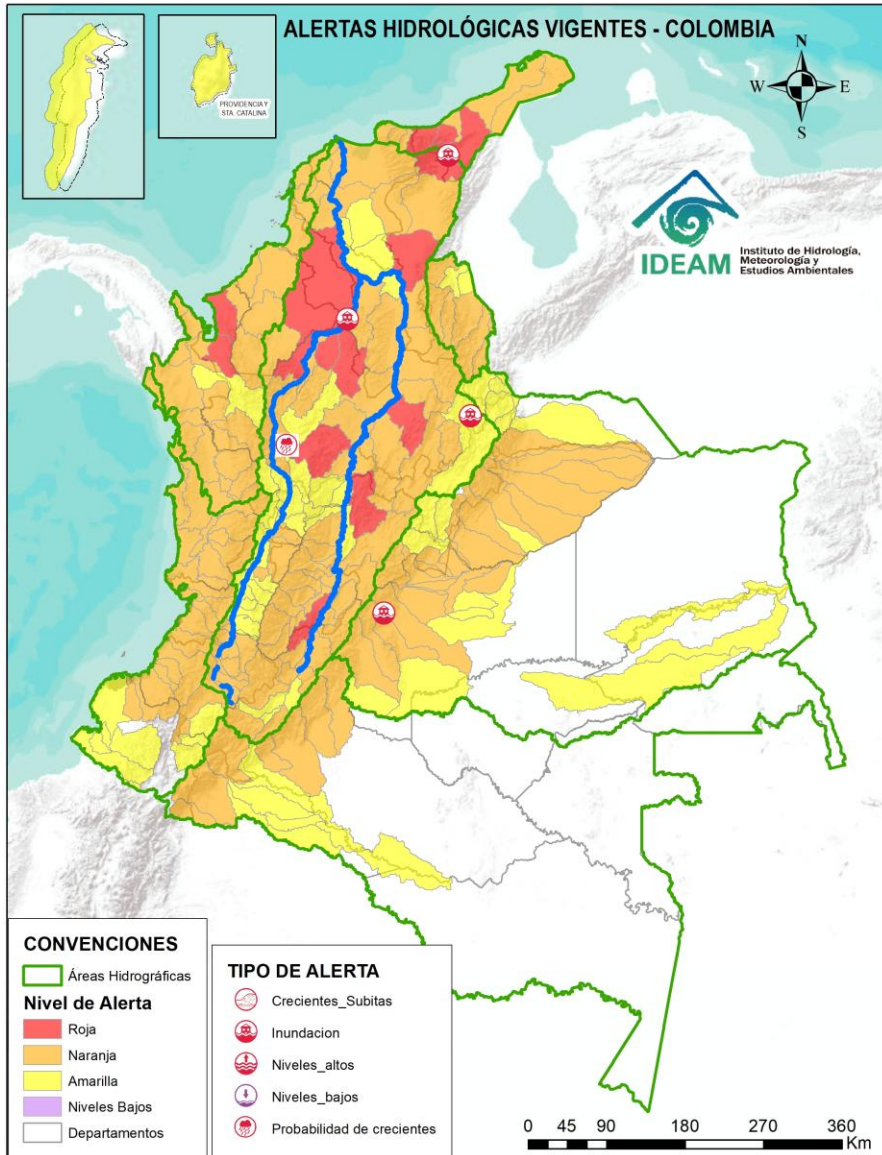 ALERTAS HIDROLÓGICAS VIGENTES - COLOMBIA
PROVIDENCIA Y
STA. CATALINA
N
W
E
S
IDEAM
Instituto de Hidrología,
Meteorología y
Estudios Ambientales
CONVENCIONES
Áreas Hidrográficas
Nivel de Alerta
Roja
Naranja
Amarilla
Niveles Bajos
Departamentos
TIPO DE ALERTA
Crecientes_Subitas
Inundacion
Niveles_altos
Niveles_bajos
Probabilidad de crecientes
0 45 90 180 270 360
Km